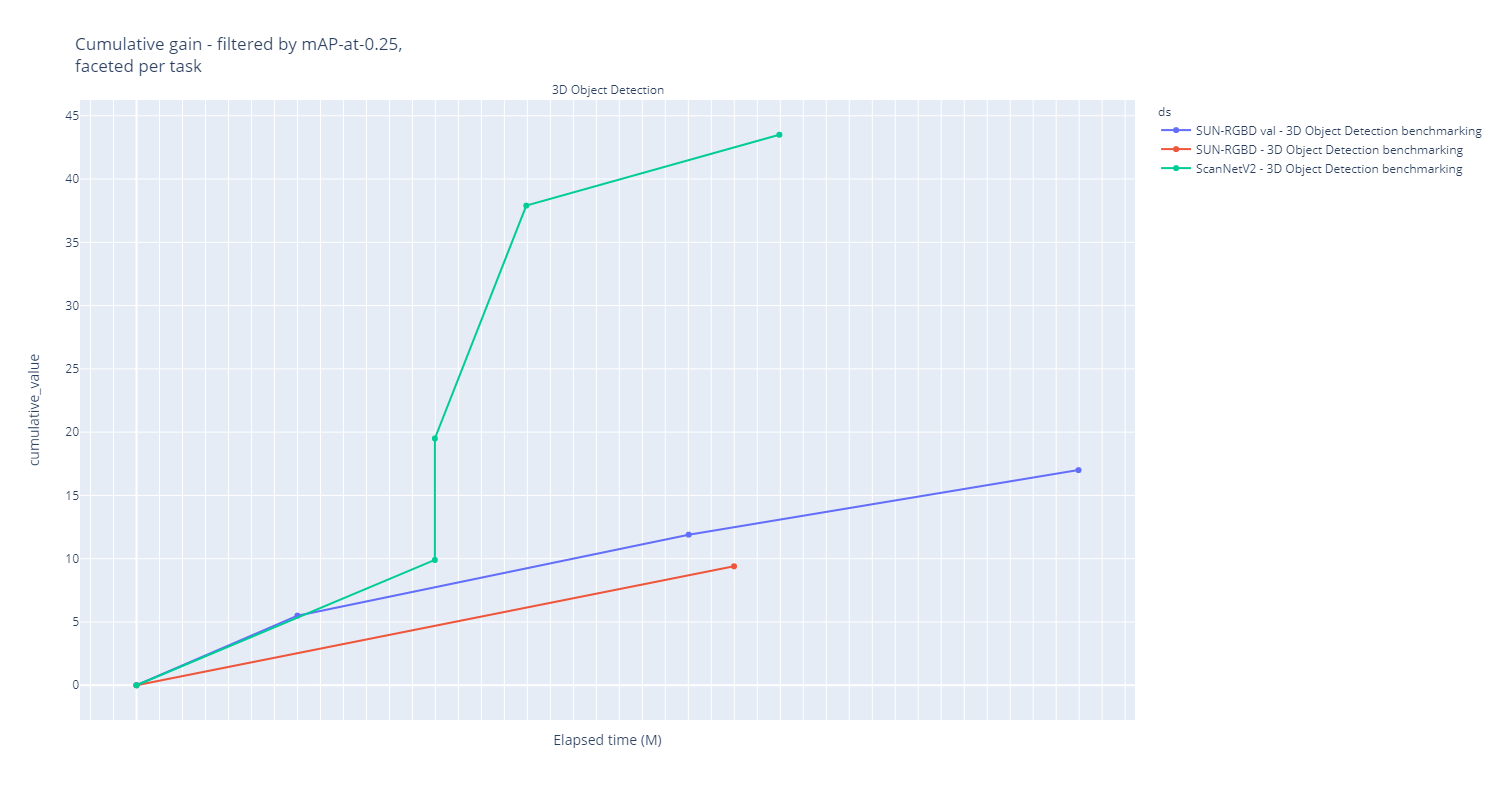 Cumulative gain - filtered by mAP-at-0.25,
faceted per task
3D Object Detection
45
40
35
30
25
20
15
10
5
0
cumulative_value
Elapsed time (M)
ds
SUN-RGBD val - 3D Object Detection benchmarking
SUN-RGBD - 3D Object Detection benchmarking
ScanNetV2 - 3D Object Detection benchmarking